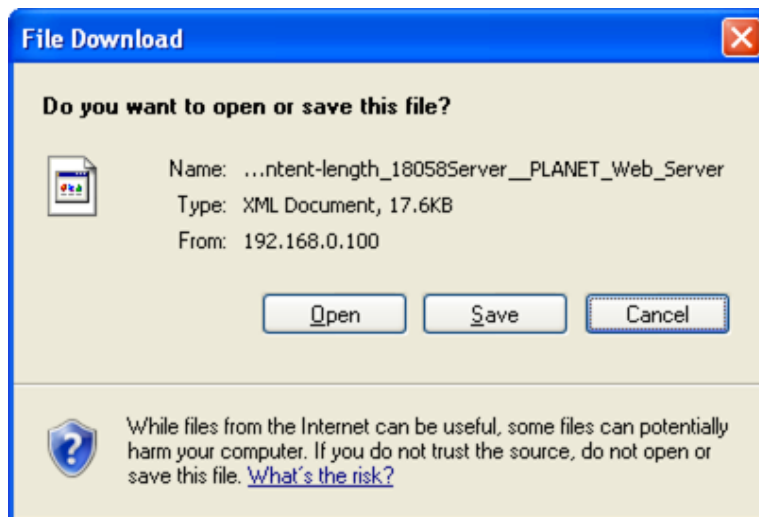 File Download
Do you want to open or save this file?
Name: ...ntent-length_18058Server__PLANET_Web_Server
Type: XML Document, 17.6KB
From: 192.168.0.100
Open Save Cancel
While files from the Internet can be useful, some files can potentially
harm your computer. If you do not trust the source, do not open or
save this file. What's the risk?